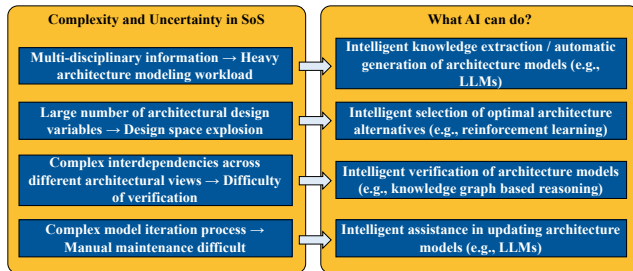 Complexity and Uncertainty in SoS
Multi-disciplinary information → Heavy
architecture modeling workload
Large number of architectural design
variables → Design space explosion
Complex interdependencies across
different architectural views → Difficulty
of verification
Complex model iteration process →
Manual maintenance difficult
What AI can do?
Intelligent knowledge extraction / automatic
generation of architecture models (e.g.,
LLMs)
Intelligent selection of optimal architecture
alternatives (e.g., reinforcement learning)
Intelligent verification of architecture models
(e.g., knowledge graph based reasoning)
Intelligent assistance in updating architecture
models (e.g., LLMs)